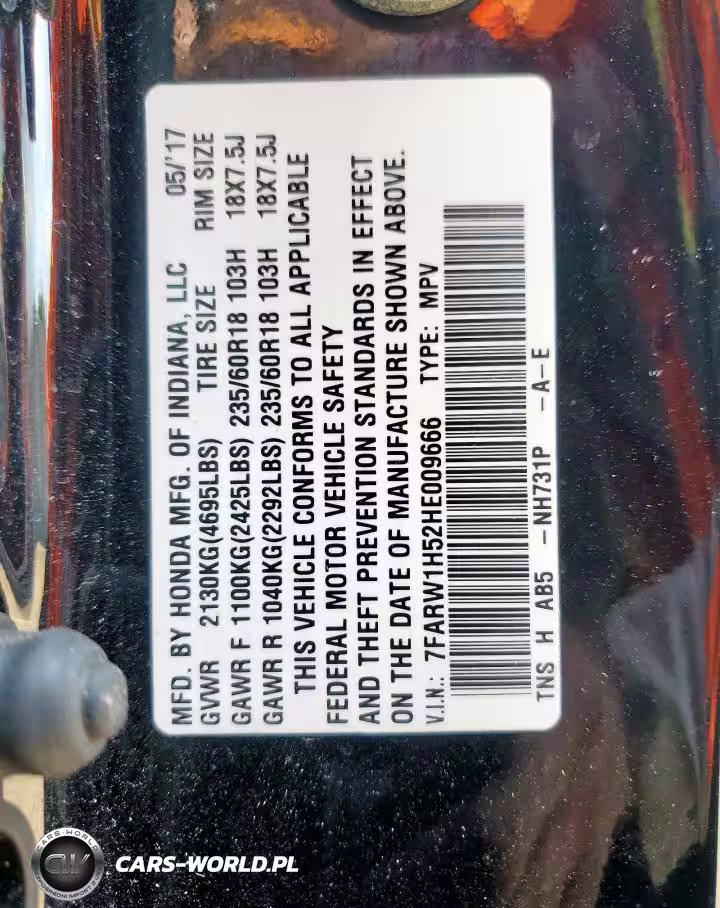 MFD. BY HONDA MFG. OF INDIANA, LLC 05/'17
GVWR 2130KG(4695LBS) TIRE SIZE RIM SIZE
GAWR F 1100KG(2425LBS) 235/60R18 103H 18X7.5J
GAWR R 1040KG(2292LBS) 235/60R18 103H 18X7.5J
THIS VEHICLE CONFORMS TO ALL APPLICABLE
FEDERAL MOTOR VEHICLE SAFETY
AND THEFT PREVENTION STANDARDS IN EFFECT
ON THE DATE OF MANUFACTURE SHOWN ABOVE.
V.I.N.: 7FARW1H52HE009666 TYPE: MPV
TNS H AB5 -NH731P -A-E
CARS-WORLD
CW
CARS-WORLD.PL